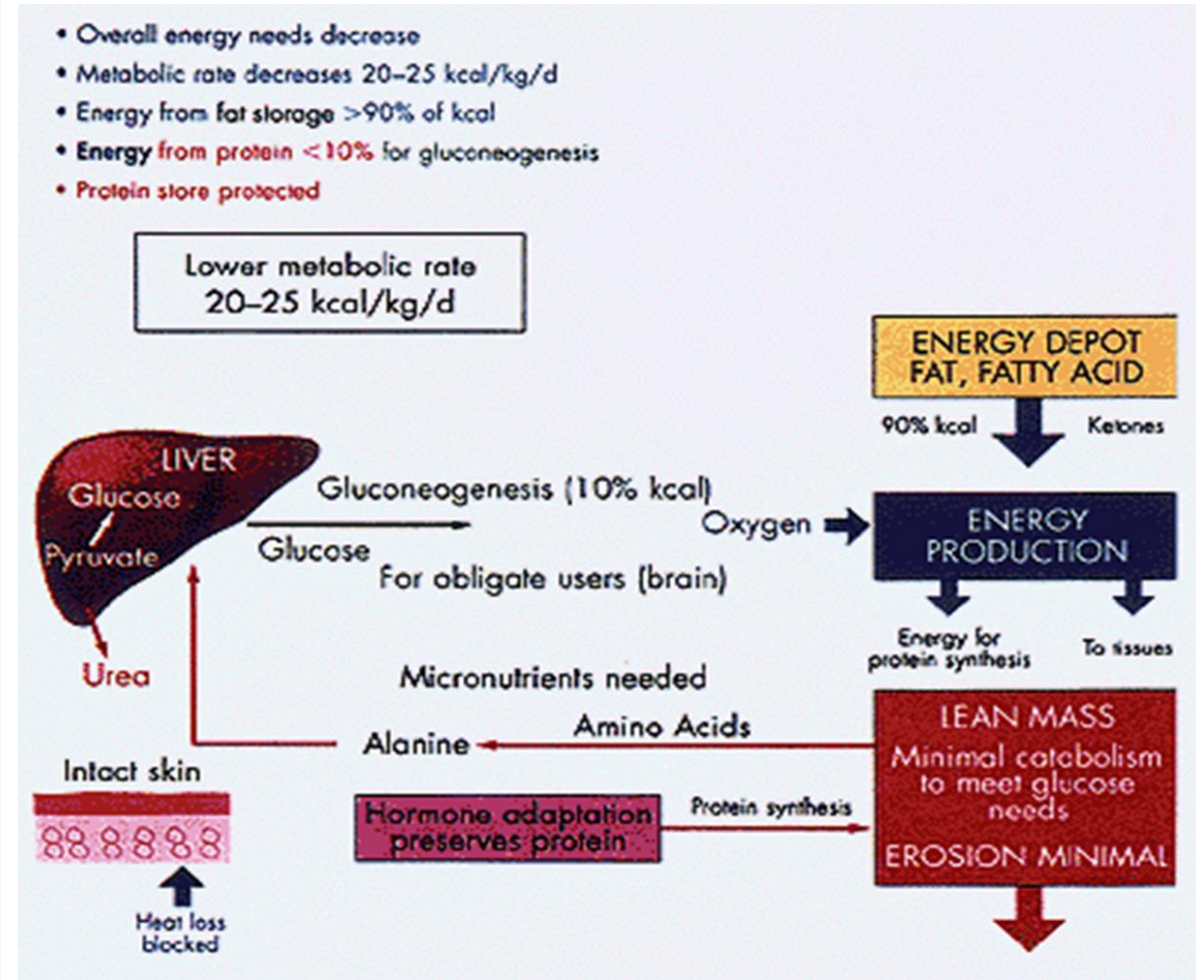 • Overall energy needs decrease
• Metabolic rate decreases 20–25 kcal/kg/d
• Energy from fat storage >90% of kcal
• Energy from protein <10% for gluconeogenesis
• Protein store protected
Lower metabolic rate
20–25 kcal/kg/d
ENERGY DEPOT
FAT, FATTY ACID
90% kcal
Ketones
LIVER
Glucose
Pyruvate
Gluconeogenesis (10% kcal)
Glucose
For obligate users (brain)
Oxygen
ENERGY
PRODUCTION
Energy for
protein synthesis
To tissues
Urea
Micronutrients needed
Alanine
Amino Acids
LEAN MASS
Minimal catabolism
to meet glucose
needs
EROSION MINIMAL
Intact skin
Hormone adaptation
preserves protein
Protein synthesis
Heat loss
blocked